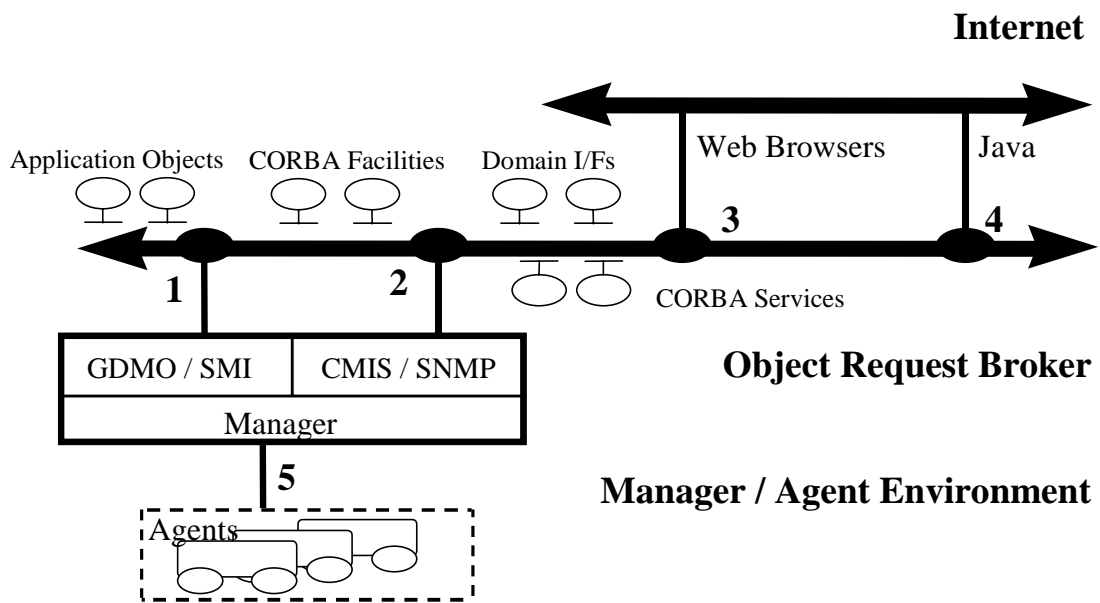 Internet
Web Browsers
Java
Application Objects
CORBA Facilities
Domain I/Fs
3
4
1
2
CORBA Services
GDMO / SMI
CMIS / SNMP
Object Request Broker
Manager
5
Manager / Agent Environment
Agents